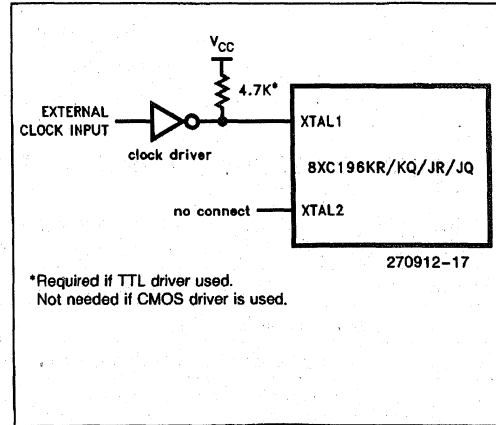 VCC
4.7K*
EXTERNAL
CLOCK INPUT
XTAL1
clock driver
8XC196KR/KQ/JR/JQ
no connect
XTAL2
270912-17
*Required if TTL driver used.
Not needed if CMOS driver is used.